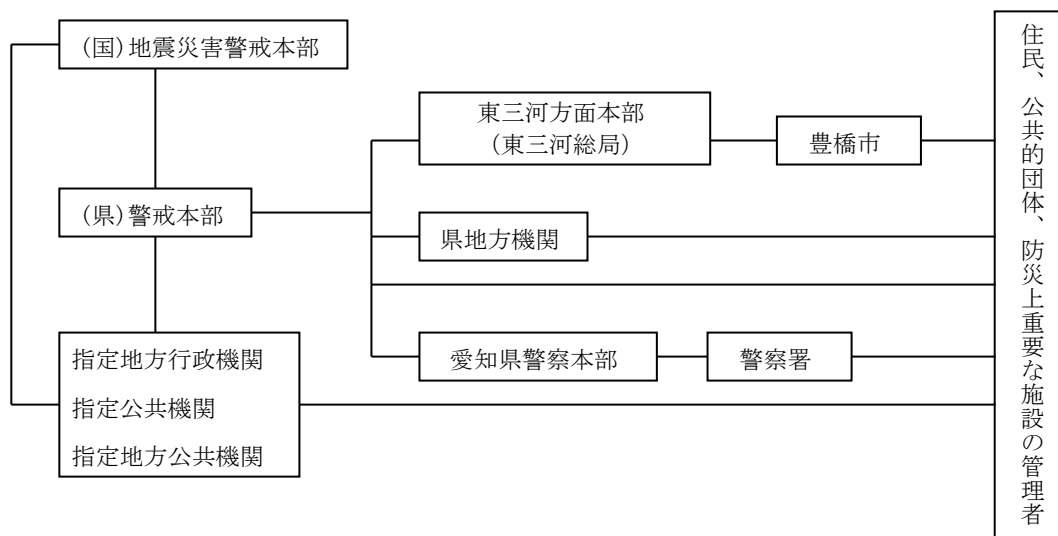 (国)地震災害警戒本部
東三河方面本部
(東三河総局)
豊橋市
(県)警戒本部
県地方機関
指定地方行政機関
指定公共機関
指定地方公共機関
愛知県警察本部
警察署
住民、公共的団体、防災上重要な施設の管理者